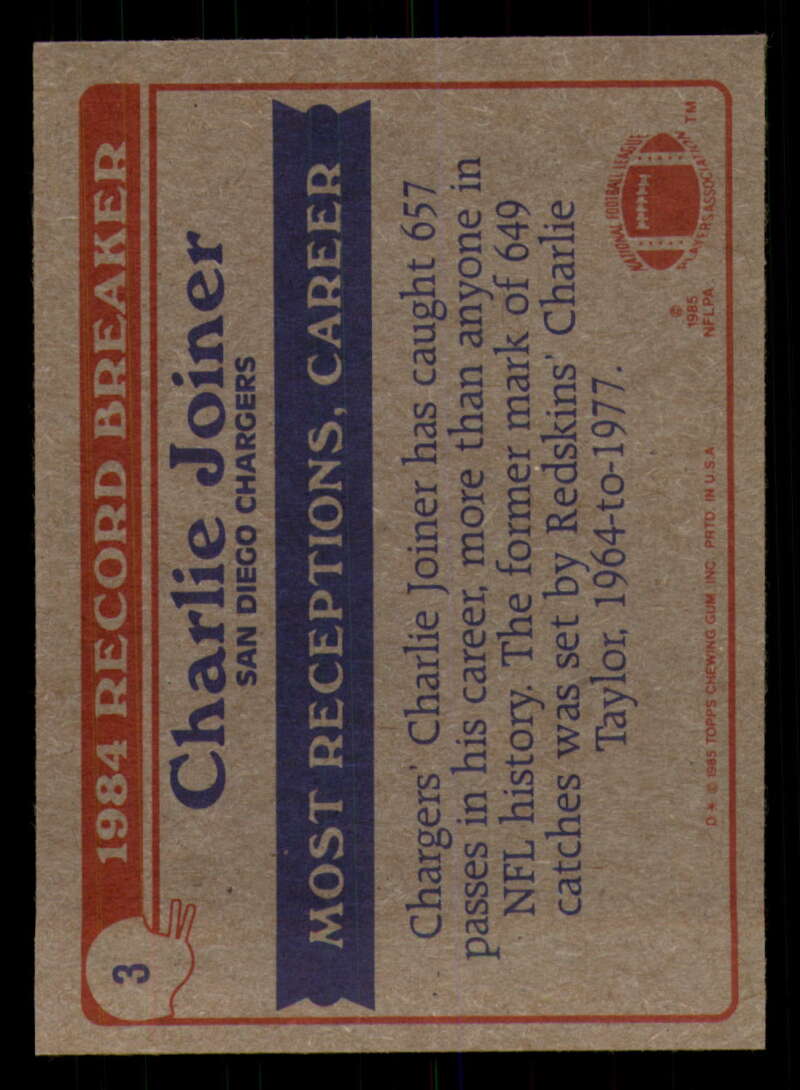 3
1984 RECORD BREAKER
Charlie Joiner
SAN DIEGO CHARGERS
MOST RECEPTIONS, CAREER
Chargers' Charlie Joiner has caught 657
passes in his career, more than anyone in
NFL history. The former mark of 649
catches was set by Redskins' Charlie
Taylor, 1964-to-1977.
NATIONAL FOOTBALL LEAGUE
PLAYERS ASSOCIATION
TM
©
1985
NFLPA
D* © 1985 TOPPS CHEWING GUM, INC. PRTD. IN U.S.A